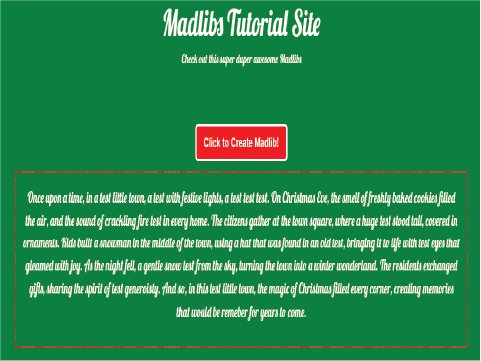 Madlibs Tutorial Site
Check out this super duper awesome Madlibs
Click to Create Madlib!
Once upon a time, in a test little town, a test with festive lights, a test test test. On Christmas Eve, the smell of freshly baked cookies filled
the air, and the sound of crackling fire test in every home. The citizens gather at the town square, where a huge test stood tall, covered in
ornaments. Kids built a snowman in the middle of the town, using a hat that was found in an old test, bringing it to life with test eyes that
gleamed with joy. As the night fell, a gentle snow test from the sky, turning the town into a winter wonderland. The residents exchanged
gifts, sharing the spirit of test generosity. And so, in this test little town, the magic of Christmas filled every corner, creating memories
that would be remeber for years to come.